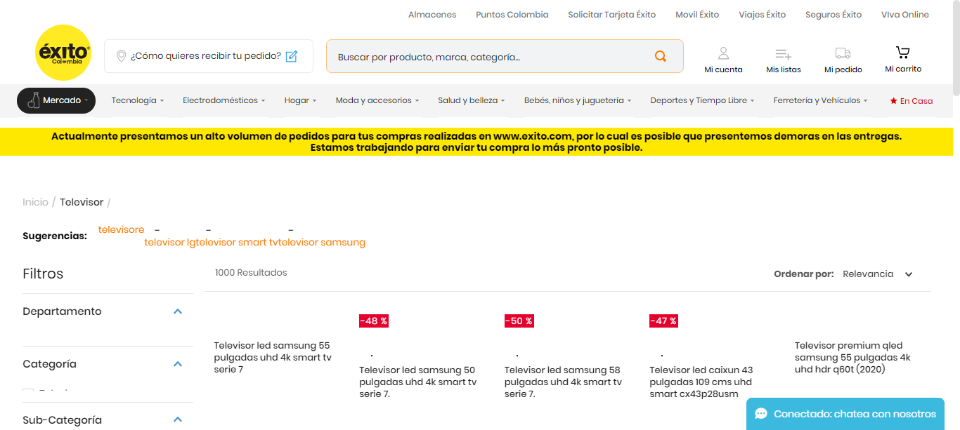 Almacenes Puntos Colombia Solicitar Tarjeta Éxito Movil Éxito Viajes Éxito Seguros Éxito VIva Online
éxito
Colombia
¿Cómo quieres recibir tu pedido?
Buscar por producto, marca, categoría...
Mi cuenta Mis listas Mi pedido Mi carrito
Mercado Tecnología Electrodomésticos Hogar Moda y accesorios Salud y belleza Bebés, niños y juguetería Deportes y Tiempo Libre Ferretería y Vehículos En Casa
Actualmente presentamos un alto volumen de pedidos para tus compras realizadas en www.exito.com, por lo cual es posible que presentemos demoras en las entregas.
Estamos trabajando para enviar tu compra lo más pronto posible.
Inicio / Televisor /
Sugerencias: televisore - - -
televisor lgtelevisor smart tvtelevisor samsung
Filtros
1000 Resultados
Ordenar por: Relevancia
Departamento
Categoría
Sub-Categoría
Televisor led samsung 55
pulgadas uhd 4k smart tv
serie 7
-48 %
Televisor led samsung 50
pulgadas uhd 4k smart tv
serie 7.
-50 %
Televisor led samsung 58
pulgadas uhd 4k smart tv
serie 7.
-47 %
Televisor led caixun 43
pulgadas 109 cms uhd
smart cx43p28usm
Televisor premium qled
samsung 55 pulgadas 4k
uhd hdr q60t (2020)
Conectado: chatea con nosotros